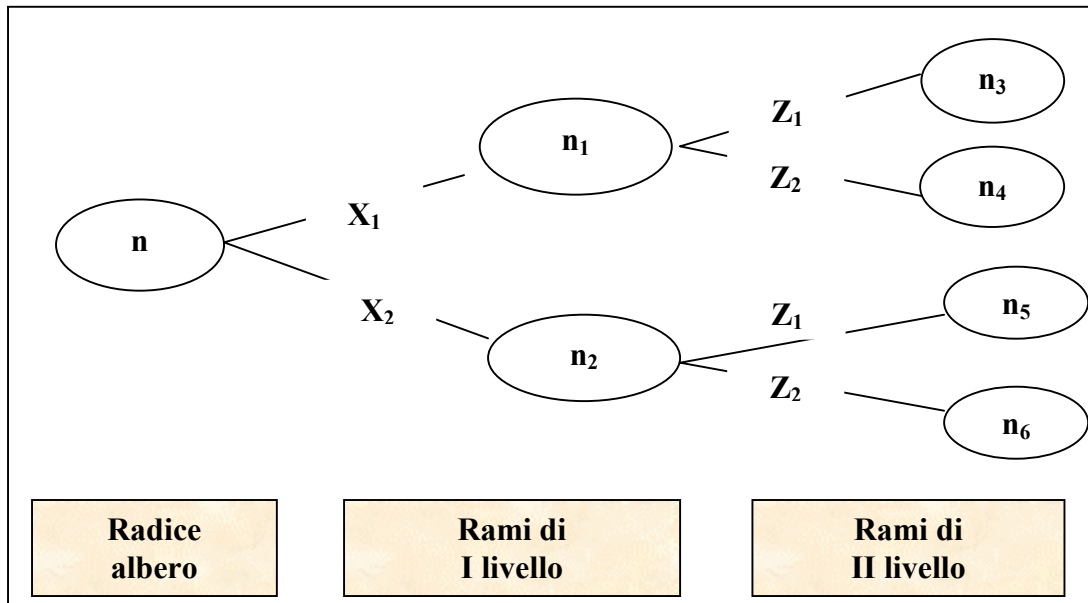 n
X₁
X₂
n₁
n₂
Z₁
Z₂
Z₁
Z₂
n₃
n₄
n₅
n₆
Radice
albero
Rami di
I livello
Rami di
II livello